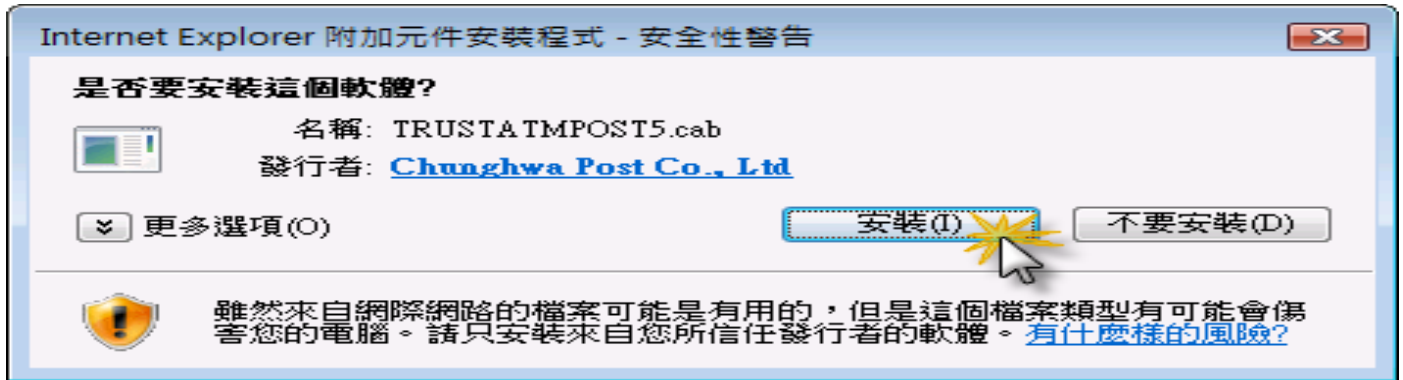 Internet Explorer 附加元件安裝程式 - 安全性警告
是否要安裝這個軟體?
名稱: TRUSTATMPOST5.cab
發行者: Chunghwa Post Co., Ltd
更多選項(O)
安裝(I)
不要安裝(D)
雖然來自網際網路的檔案可能是有用的，但是這個檔案類型有可能會傷
害您的電腦。請只安裝來自您所信任發行者的軟體。有什麼樣的風險?